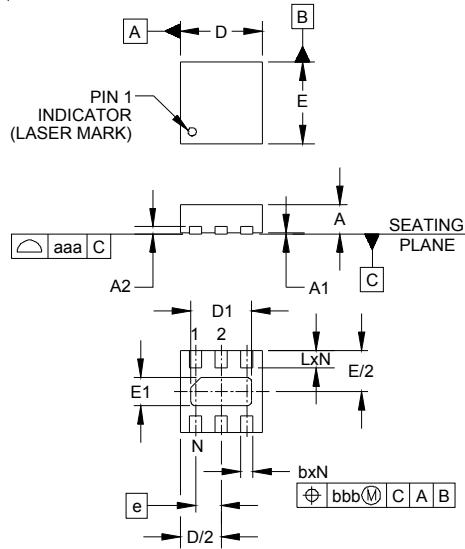 A
D
B
PIN 1
INDICATOR
(LASER MARK)
E
A
SEATING
PLANE
aaa C
C
A2
A1
D1
1 2
LxN
E/2
E1
N
bxN
bbb Ⓜ C A B
e
D/2